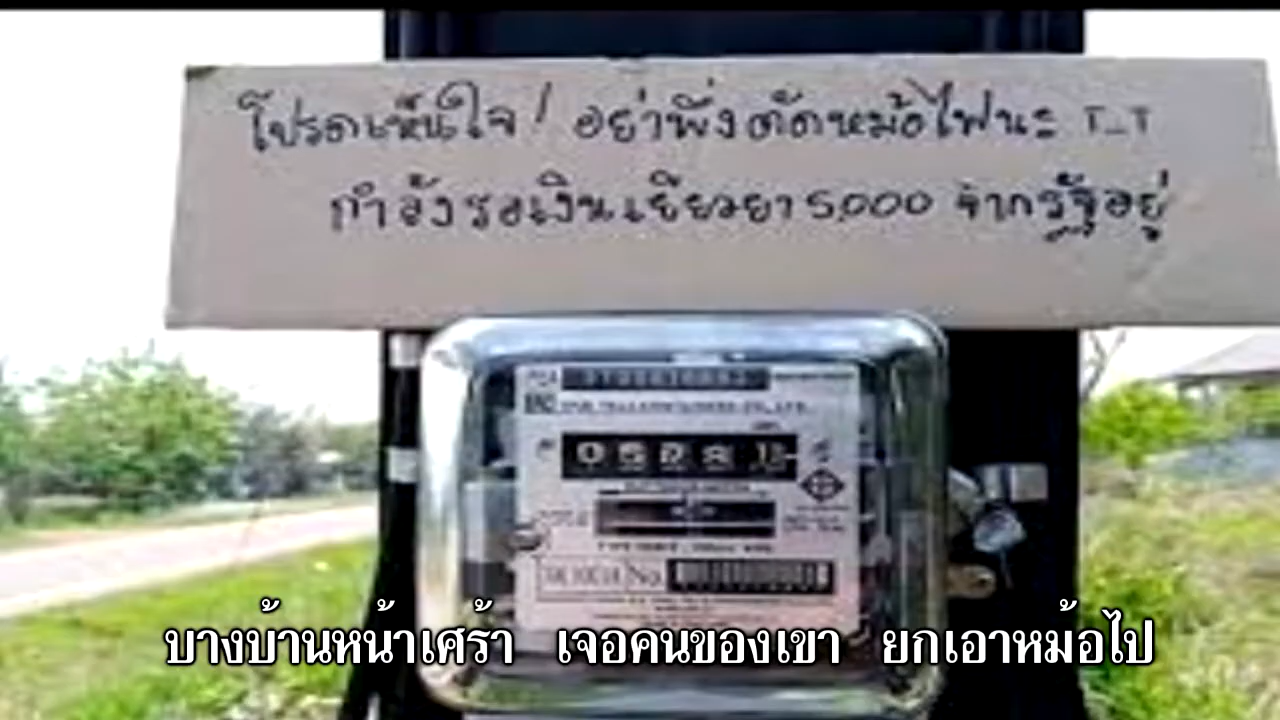 โปรดเห็นใจ! อย่าพึ่งตัดหม้อไฟนะ T_T
กำลังรอเงินเยียวยา 5,000 จากรัฐอยู่
No.
บางบ้านหน้าเศร้า เจอคนของเขา ยกเอาหม้อไป